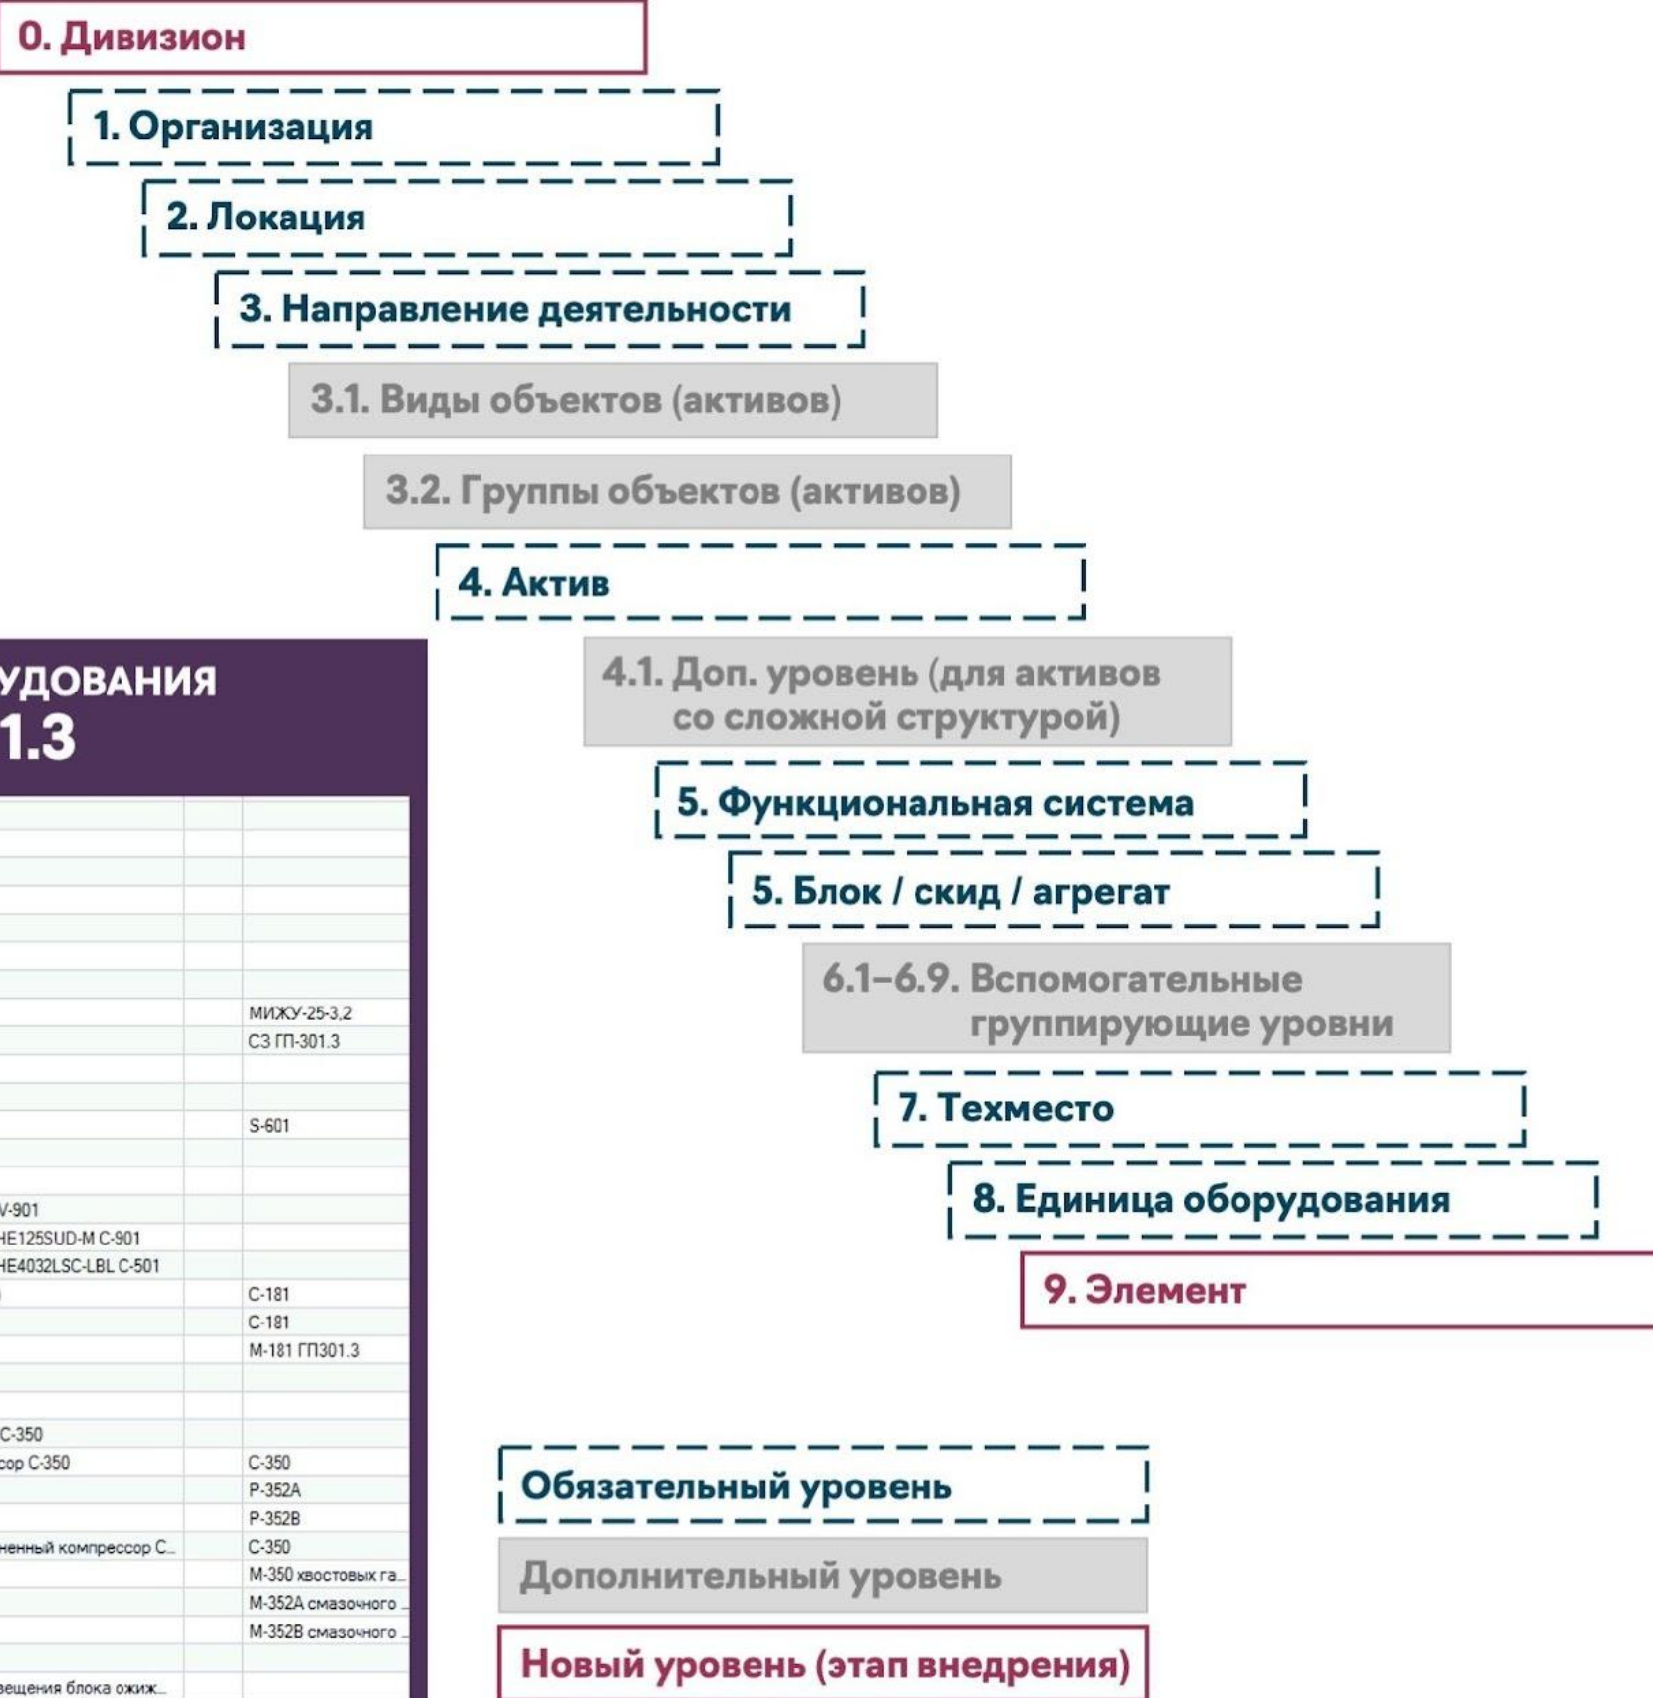 0. Дивизион
1. Организация
2. Локация
3. Направление деятельности
3.1. Виды объектов (активов)
3.2. Группы объектов (активов)
4. Актив
4.1. Доп. уровень (для активов
со сложной структурой)
5. Функциональная система
5. Блок / скид / агрегат
6.1–6.9. Вспомогательные
группирующие уровни
7. Техместо
8. Единица оборудования
9. Элемент
Обязательный уровень
Дополнительный уровень
Новый уровень (этап внедрения)
УДОВАНИЯ
1.3
МИЖУ-25-3,2
СЗ ГП-301.3
S-601
V-901
HE125SUD-M C-901
HE4032LSC-LBL C-501
C-181
C-181
М-181 ГП301.3
C-350
сор C-350 C-350
P-352A
P-352B
ненный компрессор С... C-350
М-350 хвостовых га...
М-352А смазочного ...
М-352В смазочного ...
вещения блока ожиж...